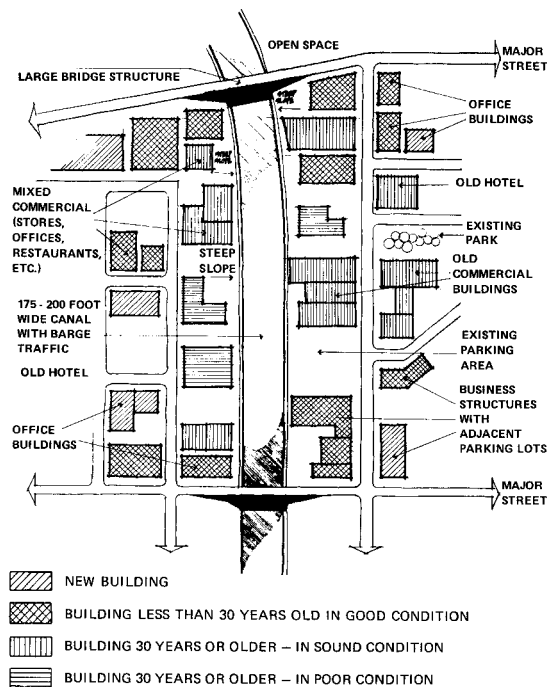 OPEN SPACE
MAJOR
STREET
LARGE BRIDGE STRUCTURE
OFFICE
BUILDINGS
OLD HOTEL
MIXED
COMMERCIAL
(STORES,
OFFICES,
RESTAURANTS,
ETC.)
EXISTING
PARK
STEEP
SLOPE
OLD
COMMERCIAL
BUILDINGS
175 - 200 FOOT
WIDE CANAL
WITH BARGE
TRAFFIC
EXISTING
PARKING
AREA
OLD HOTEL
BUSINESS
STRUCTURES
WITH
ADJACENT
PARKING LOTS
OFFICE
BUILDINGS
MAJOR
STREET
NEW BUILDING
BUILDING LESS THAN 30 YEARS OLD IN GOOD CONDITION
BUILDING 30 YEARS OR OLDER – IN SOUND CONDITION
BUILDING 30 YEARS OR OLDER – IN POOR CONDITION